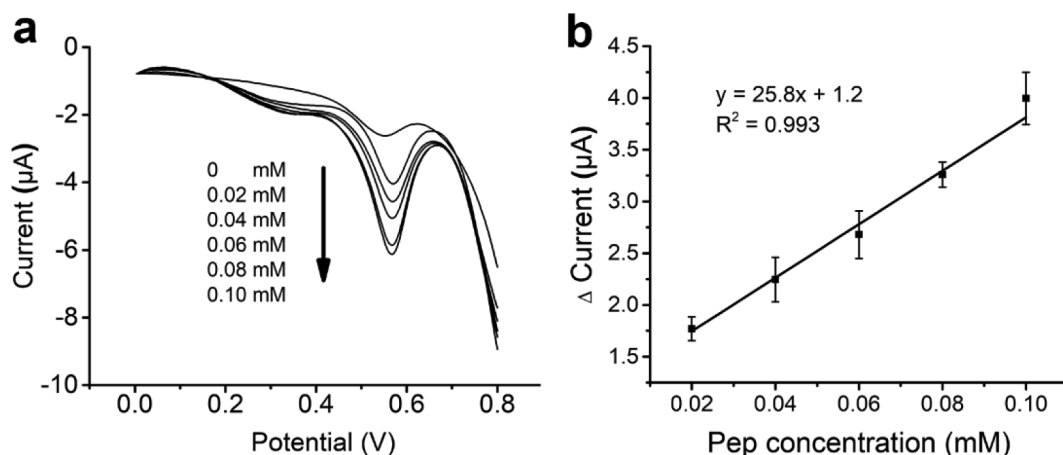 a
0
-2
-4
-6
-8
-10
Current (µA)
0 mM
0.02 mM
0.04 mM
0.06 mM
0.08 mM
0.10 mM
0.0 0.2 0.4 0.6 0.8
Potential (V)
b
4.5
4.0
3.5
3.0
2.5
2.0
1.5
Δ Current (µA)
y = 25.8x + 1.2
R² = 0.993
0.02 0.04 0.06 0.08 0.10
Pep concentration (mM)